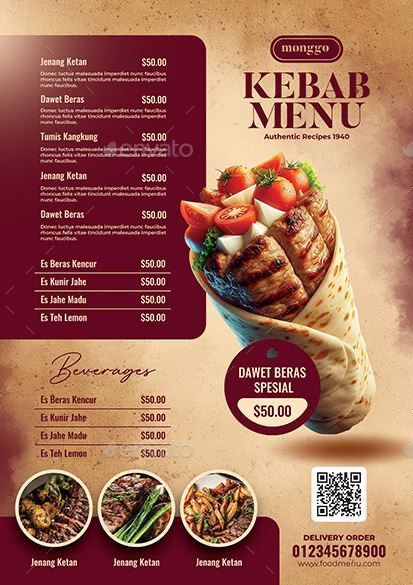 monggo
KEBAB
MENU
Authentic Recipes 1940
Jenang Ketan $50.00
Donec luctus malesuada imperdiet nunc faucibus
rhoncus vitae tincidunt malesuada imperdiet
nunc faucibus.
Dawet Beras $50.00
Donec luctus malesuada imperdiet nunc faucibus
rhoncus felis vitae tincidunt malesuada
imperdiet nunc faucibus.
Tumis Kangkung $50.00
Donec luctus malesuada imperdiet nunc faucibus
rhoncus felis vitae tincidunt malesuada
Jenang Ketan $50.00
Donec luctus malesuada imperdiet nunc faucibus
rhoncus vitae tincidunt malesuada imperdiet
nunc faucibus.
Dawet Beras $50.00
Donec luctus malesuada imperdiet nunc faucibus
rhoncus felis vitae tincidunt malesuada
imperdiet nunc faucibus.
Es Beras Kencur $50.00
Es Kunir Jahe $50.00
Es Jahe Madu $50.00
Es Teh Lemon $50.00
envato
DAWET BERAS
SPESIAL
$50.00
Beverages
Es Beras Kencur $50.00
Es Kunir Jahe $50.00
Es Jahe Madu $50.00
Es Teh Lemon $50.00
Jenang Ketan Jenang Ketan Jenang Ketan
DELIVERY ORDER
012345678900
www.foodmenu.com